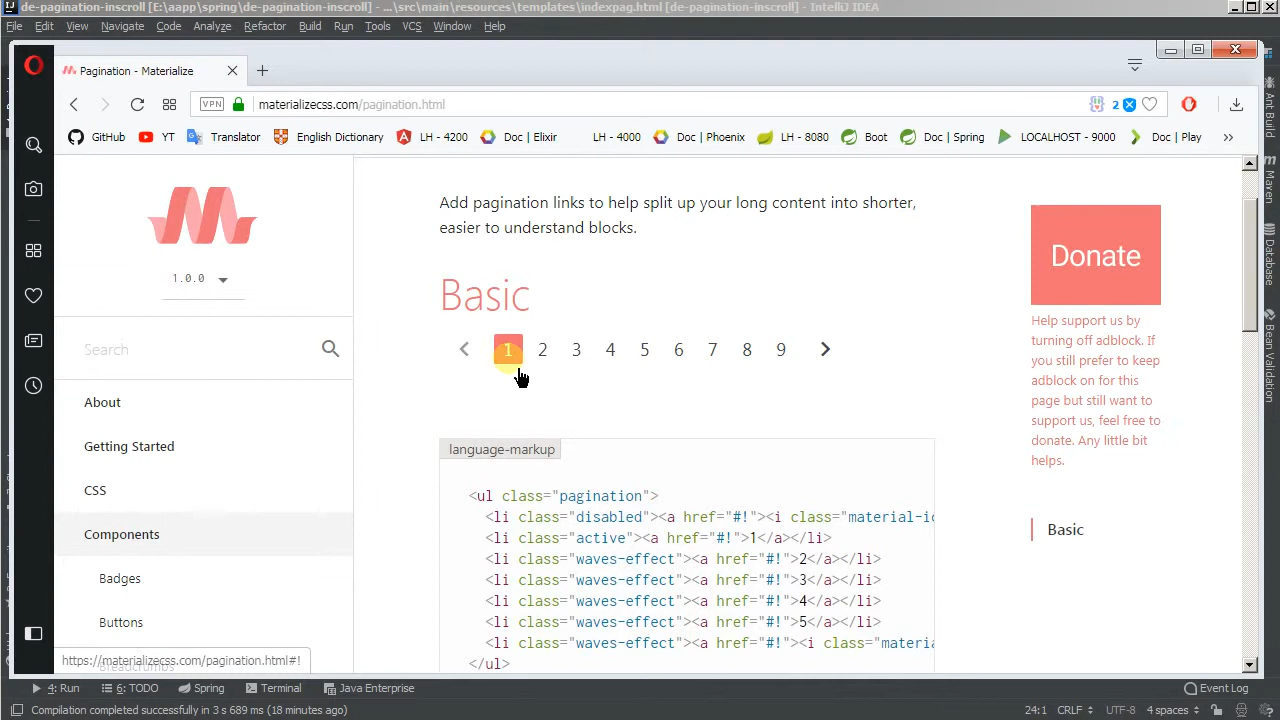 de-pagination-inscroll [E:\aapp\spring\de-pagination-inscroll] - ...\src\main\resources\templates\indexpag.html [de-pagination-inscroll] - IntelliJ IDEA
File Edit View Navigate Code Analyze Refactor Build Run Tools VCS Window Help
Pagination - Materialize
VPN materializecss.com/pagination.html 2
GitHub YT Translator English Dictionary LH - 4200 Doc | Elixir LH - 4000 Doc | Phoenix LH - 8080 Boot Doc | Spring LOCALHOST - 9000 Doc | Play
Ant Build
Maven
Database
Bean Validation
1.0.0
Search
About
Getting Started
CSS
Components
Badges
Buttons
Breadcrumbs
https://materializecss.com/pagination.html#!
Add pagination links to help split up your long content into shorter,
easier to understand blocks.
Basic
1 2 3 4 5 6 7 8 9
language-markup
<ul class="pagination">
<li class="disabled"><a href="#!"><i class="material-ic
<li class="active"><a href="#!">1</a></li>
<li class="waves-effect"><a href="#!">2</a></li>
<li class="waves-effect"><a href="#!">3</a></li>
<li class="waves-effect"><a href="#!">4</a></li>
<li class="waves-effect"><a href="#!">5</a></li>
<li class="waves-effect"><a href="#!"><i class="materia
</ul>
Donate
Help support us by
turning off adblock. If
you still prefer to keep
adblock on for this
page but still want to
support us, feel free to
donate. Any little bit
helps.
Basic
4: Run 6: TODO Spring Terminal Java Enterprise Event Log
Compilation completed successfully in 3 s 689 ms (18 minutes ago) 24:1 CRLF UTF-8 4 spaces